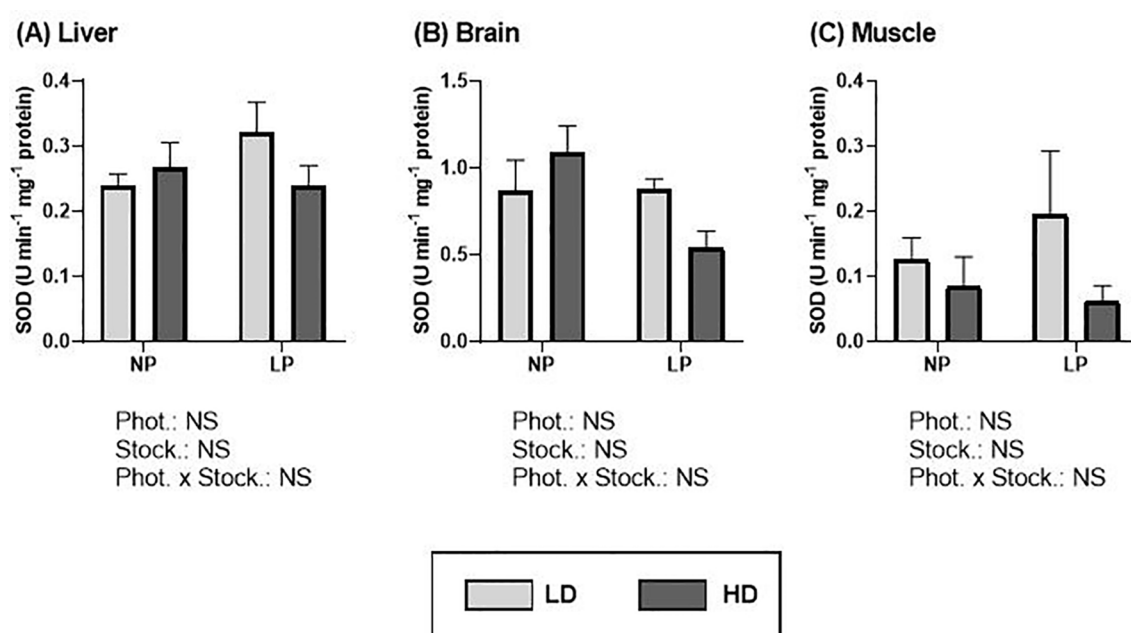 (A) Liver
SOD (U min⁻¹ mg⁻¹ protein)
0.4
0.3
0.2
0.1
0.0
NP LP
Phot.: NS
Stock.: NS
Phot. x Stock.: NS
(B) Brain
SOD (U min⁻¹ mg⁻¹ protein)
1.5
1.0
0.5
0.0
NP LP
Phot.: NS
Stock.: NS
Phot. x Stock.: NS
(C) Muscle
SOD (U min⁻¹ mg⁻¹ protein)
0.4
0.3
0.2
0.1
0.0
NP LP
Phot.: NS
Stock.: NS
Phot. x Stock.: NS
LD HD